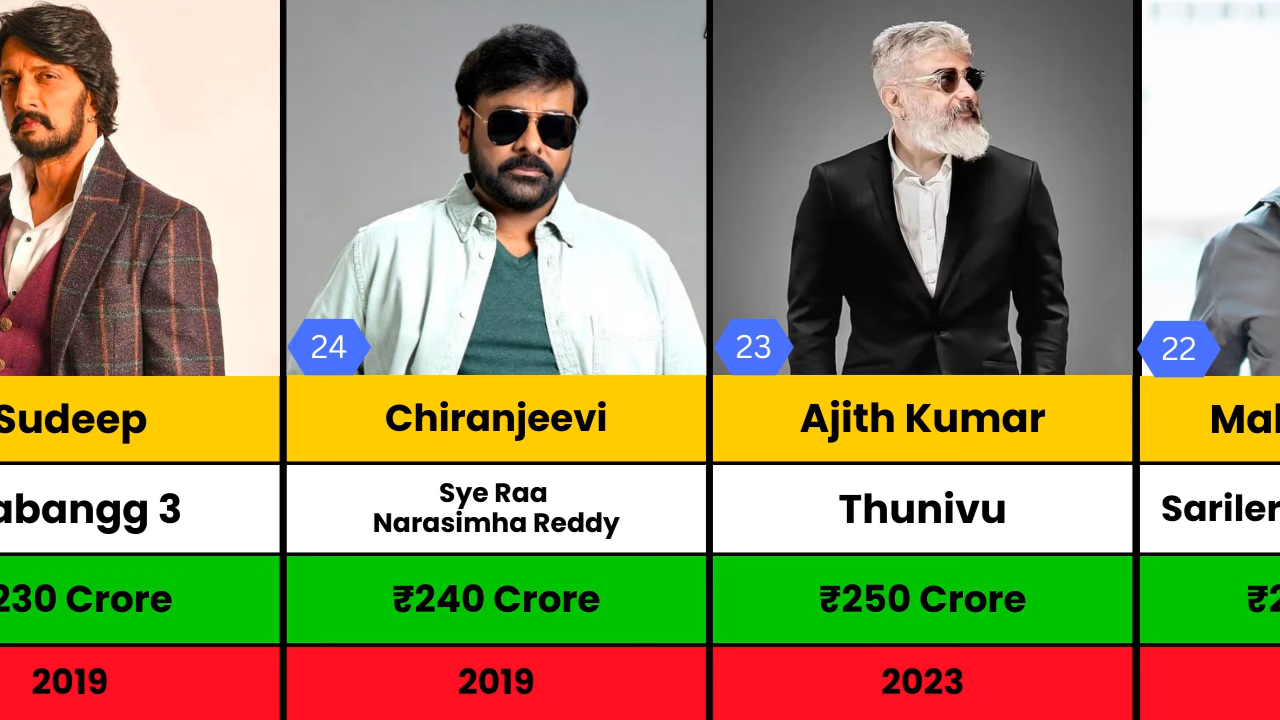 24
23
22
Sudeep
Chiranjeevi
Ajith Kumar
Mal
abangg 3
Sye Raa
Narasimha Reddy
Thunivu
Sariler
230 Crore
₹240 Crore
₹250 Crore
₹2
2019
2019
2023